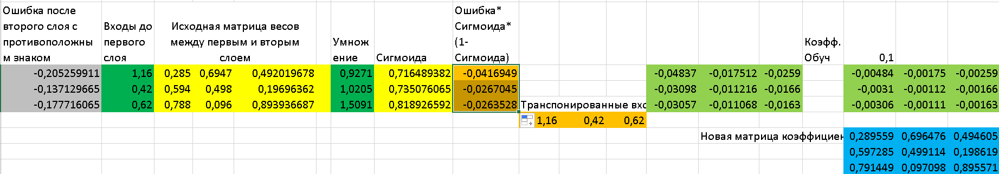 Ошибка после
второго слоя с
противоположны
м знаком
Входы до
первого
слоя
Исходная матрица весов
между первым и вторым
слоем
Умнож
ение
Сигмоида
Ошибка*
Сигмоида*
(1-
Сигмоида)
Коэфф.
Обуч
0,1
-0,205259911 1,16 0,285 0,6947 0,492019678 0,9271 0,716489382 -0,0416949 -0,04837 -0,017512 -0,0259 -0,00484 -0,00175 -0,00259
-0,137129665 0,42 0,594 0,498 0,19696362 1,0205 0,735076065 -0,0267045 -0,03098 -0,011216 -0,0166 -0,0031 -0,00112 -0,00166
-0,177716065 0,62 0,788 0,096 0,893936687 1,5091 0,818926592 -0,0263528 Транспонированные вхо -0,03057 -0,011068 -0,0163 -0,00306 -0,00111 -0,00163
1,16 0,42 0,62
Новая матрица коэффициен 0,289559 0,696476 0,494605
0,597285 0,499114 0,198619
0,791449 0,097098 0,895571